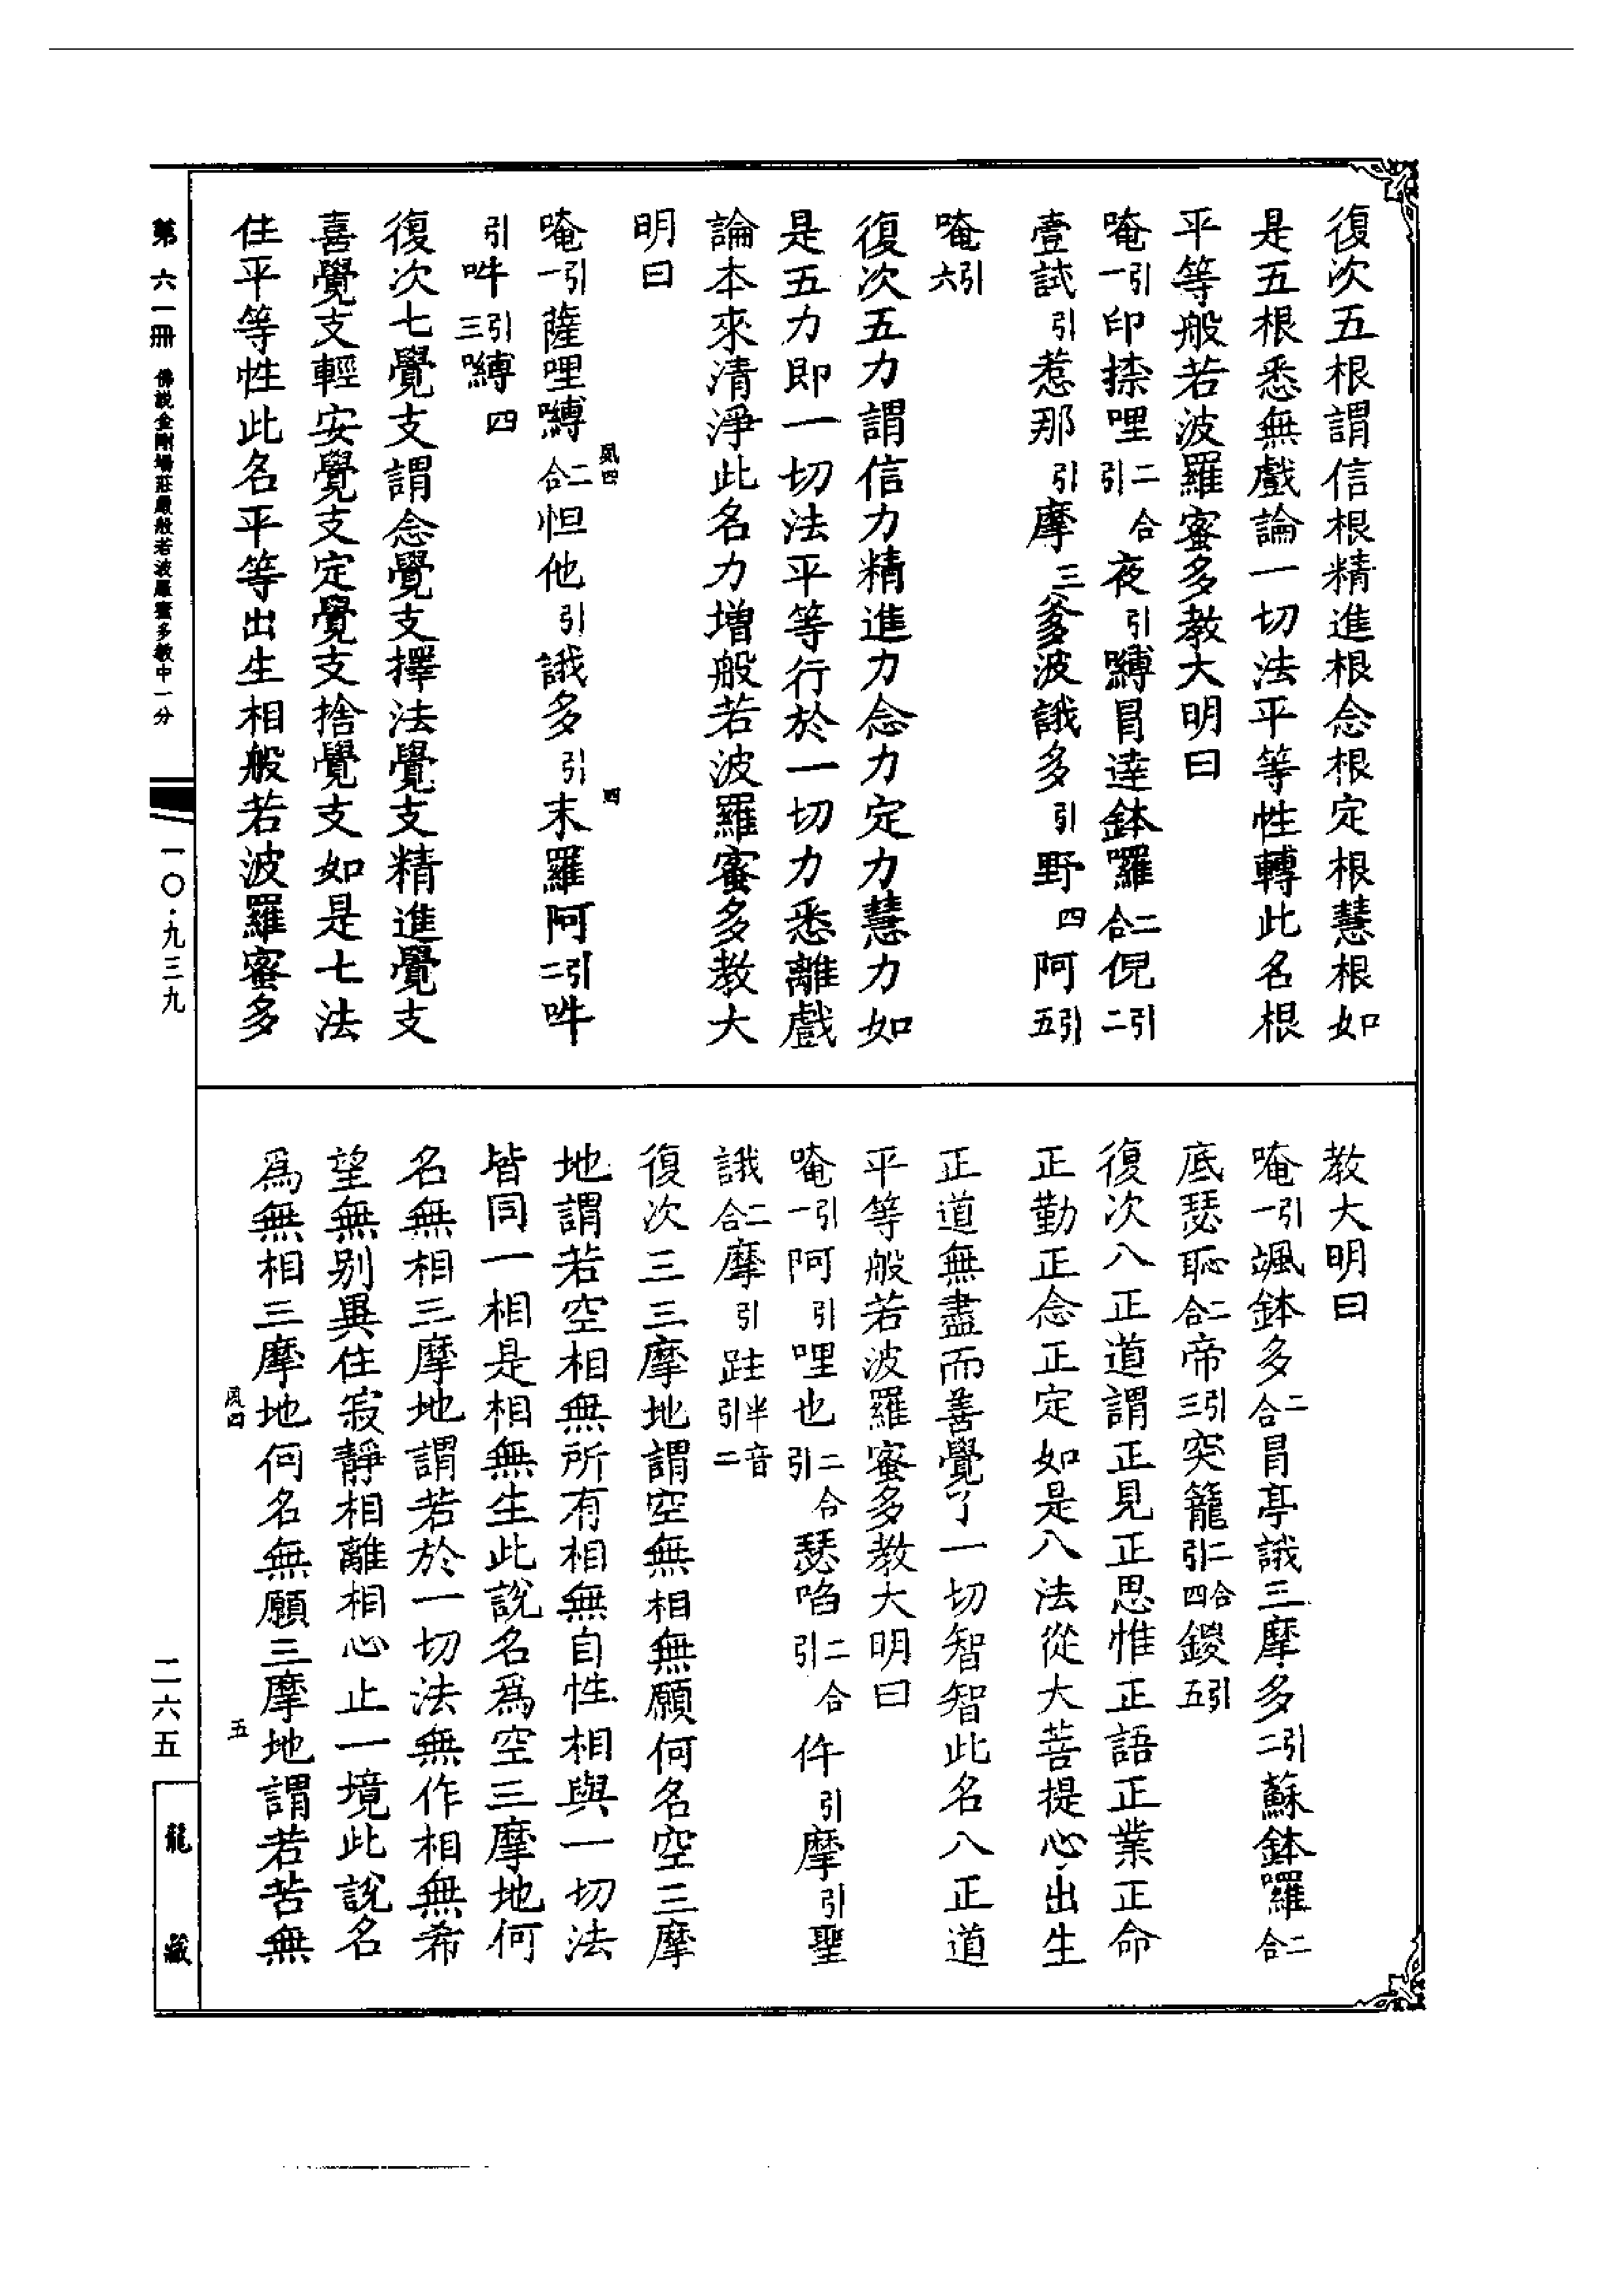 復次五根謂信根精進根念根定根慧根如
是五根悉無戲論一切法平等性轉此名根
平等般若波羅蜜多教大明曰
唵引一印捺哩二合引夜引嚩冒達鉢囉二合倪引二
壹試引惹那引摩三爹波誐多引野四阿引五
唵引六
復次五力謂信力精進力念力定力慧力如
是五力即一切法平等行於一切力悉離戲
論本來清淨此名力增般若波羅蜜多教大
明曰
唵引一薩哩嚩二合怛他引誐多引末羅阿引二吽
引吽引三嚩四
復次七覺支謂念覺支擇法覺支精進覺支
喜覺支輕安覺支定覺支捨覺支如是七法
住平等性此名平等出生相般若波羅蜜多
教大明曰
唵引一颯鉢多二合冒亭誐三摩多引二蘇鉢囉二合
底瑟恥二合帝引三突籠二合引四鍐引五
復次八正道謂正見正思惟正語正業正命
正勤正念正定如是八法從大菩提心出生
正道無盡而善覺了一切智智此名八正道
平等般若波羅蜜多教大明曰
唵引一阿引哩也二合引瑟啗二合引仵引摩引聖
誐二合摩引跬半音引二
復次三三摩地謂空無相無願何名空三摩
地謂若空相無所有相無自性相與一切法
皆同一相是相無生此說名爲空三摩地何
名無相三摩地謂若於一切法無作相無希
望無别異住寂靜相離相心止一境此說名
爲無相三摩地何名無願三摩地謂若苦無
風四
四
風四
五
第六一冊 佛説金剛場莊嚴般若波羅蜜多教中一分
一〇·九三九
二六五
龍藏